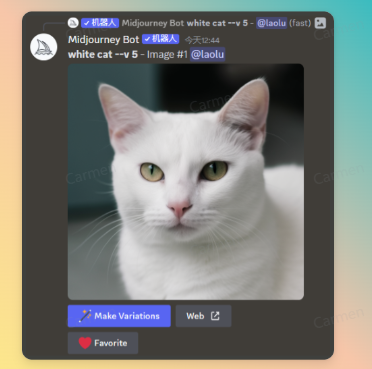 ✓机器人 Midjourney Bot white cat --v 5 - @laolu (fast)
Midjourney Bot ✓机器人 今天12:44
white cat --v 5 - Image #1 @laolu
Make Variations Web
Favorite
Carmen
Carmen
Carmen
Carmen
Carmen